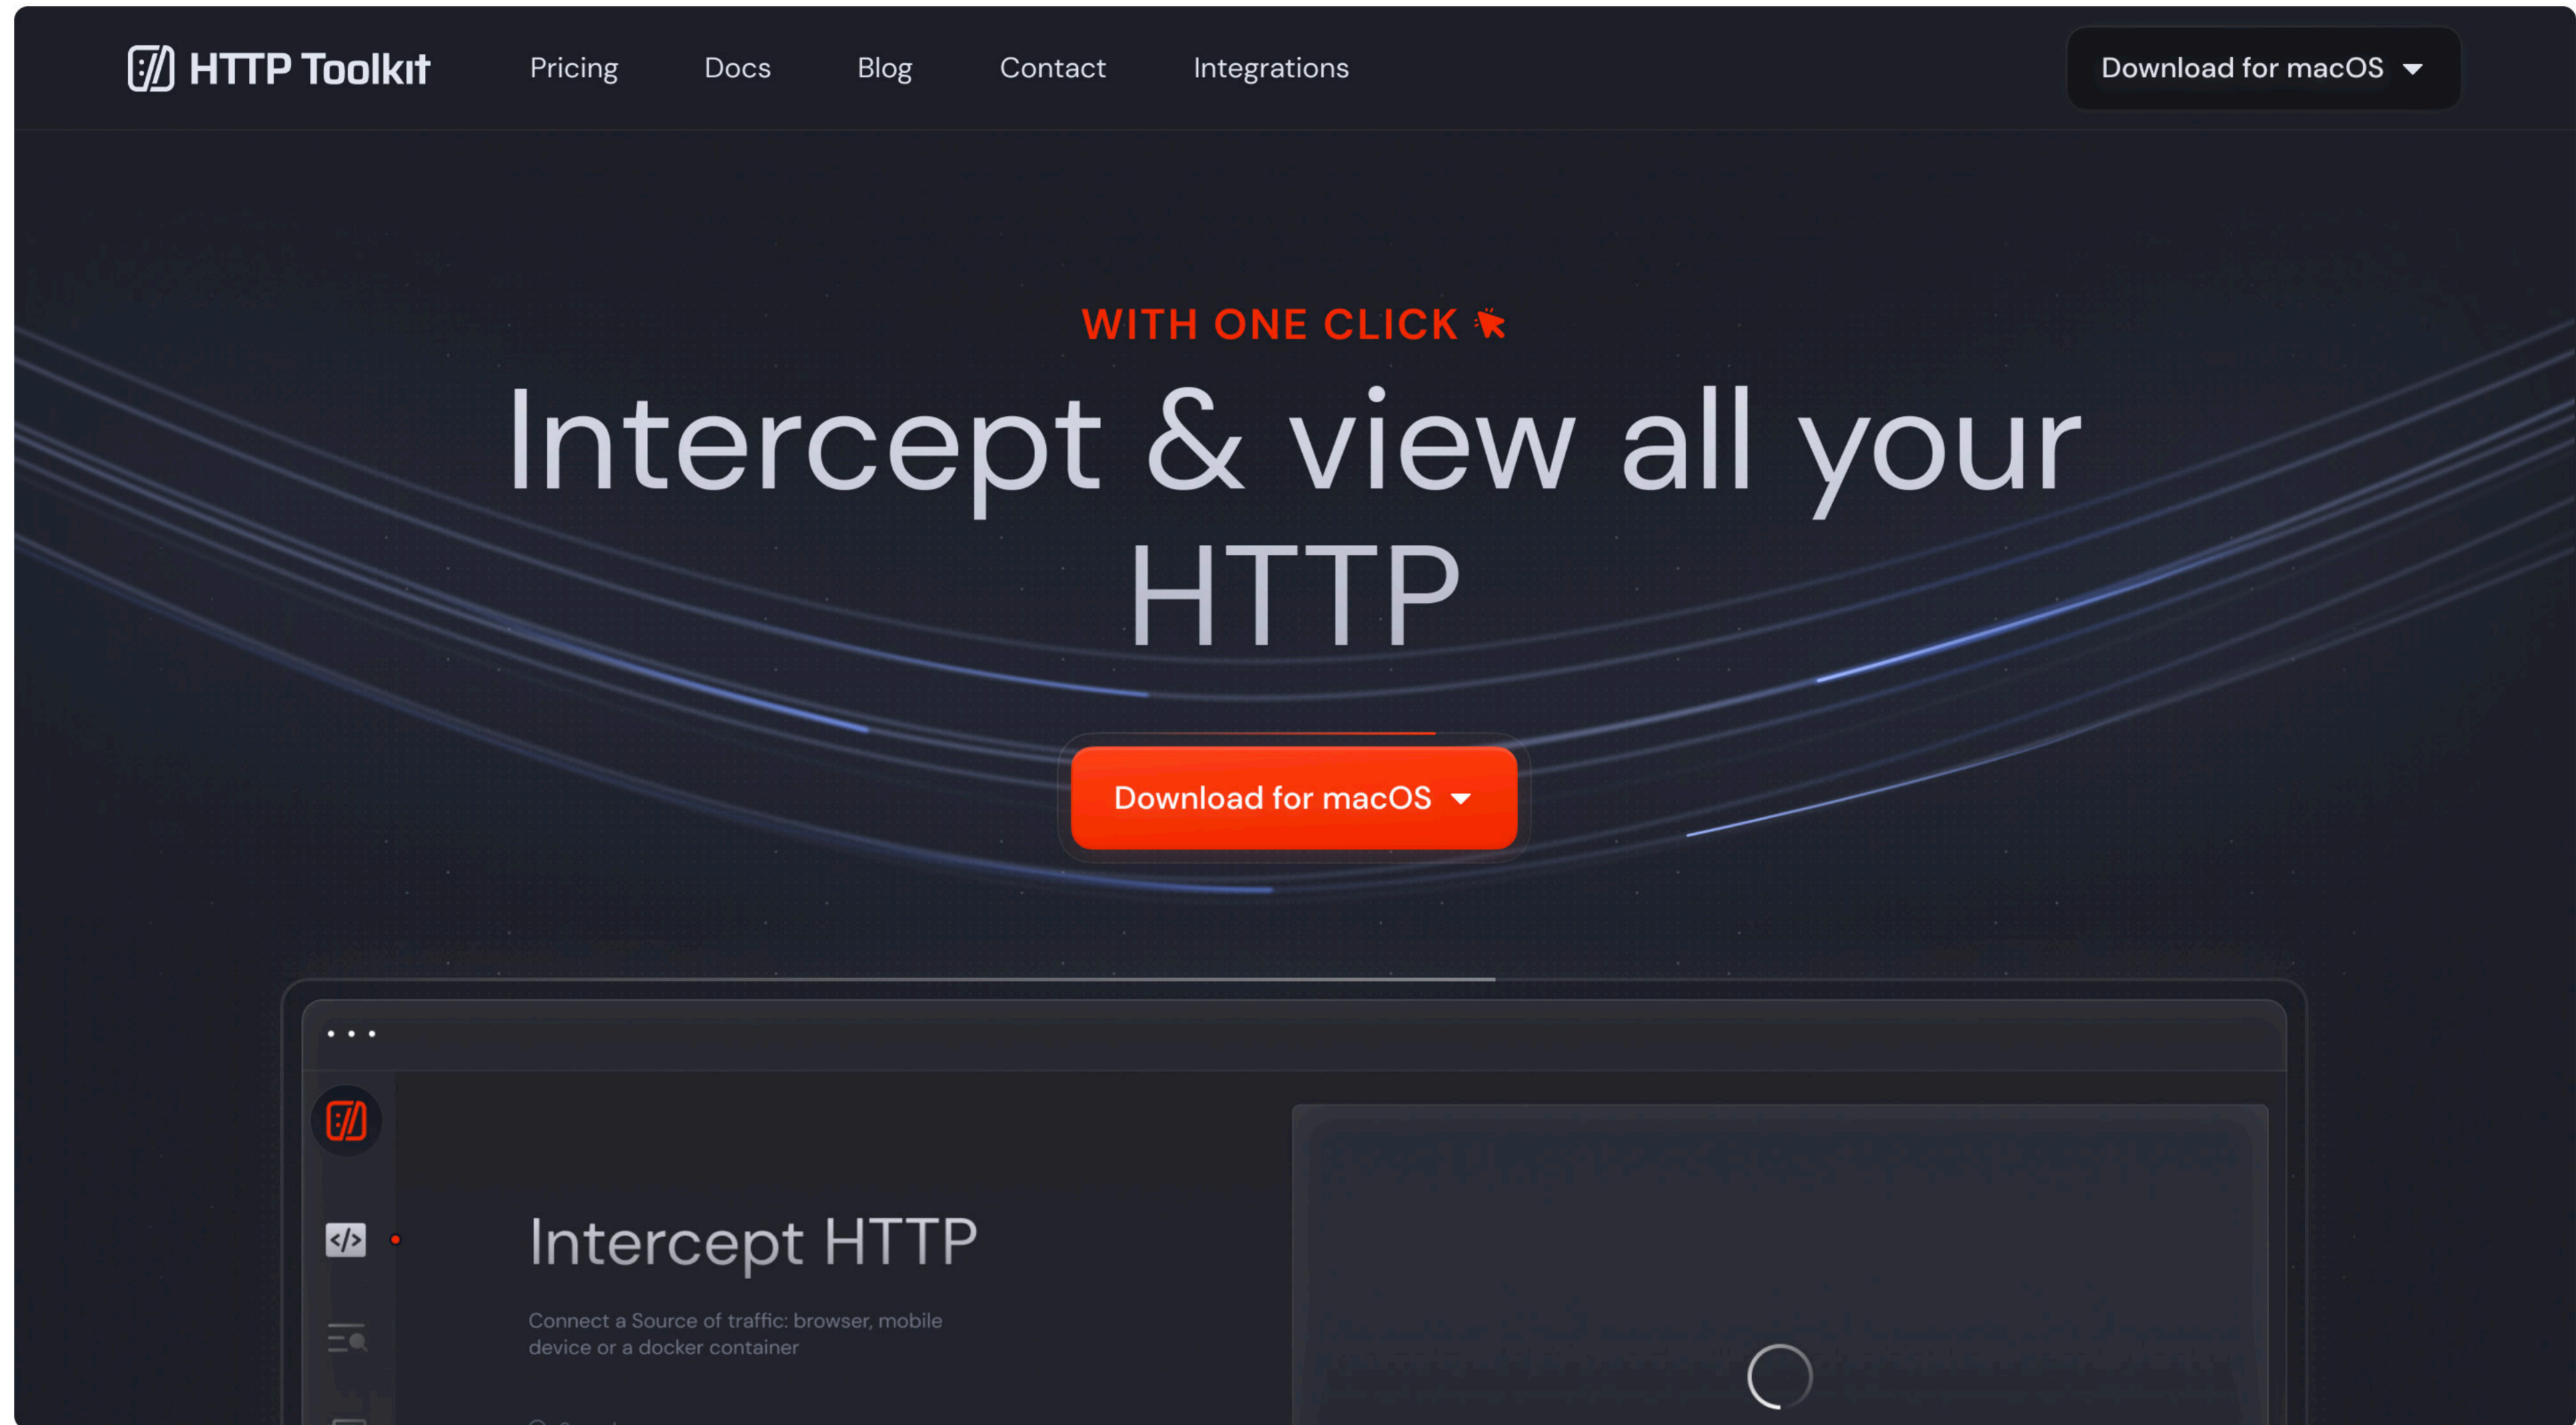 HTTP Toolkit
Pricing
Docs
Blog
Contact
Integrations
Download for macOS
WITH ONE CLICK
Intercept & view all your
HTTP
Download for macOS
</>
Intercept HTTP
Connect a Source of traffic: browser, mobile
device or a docker container